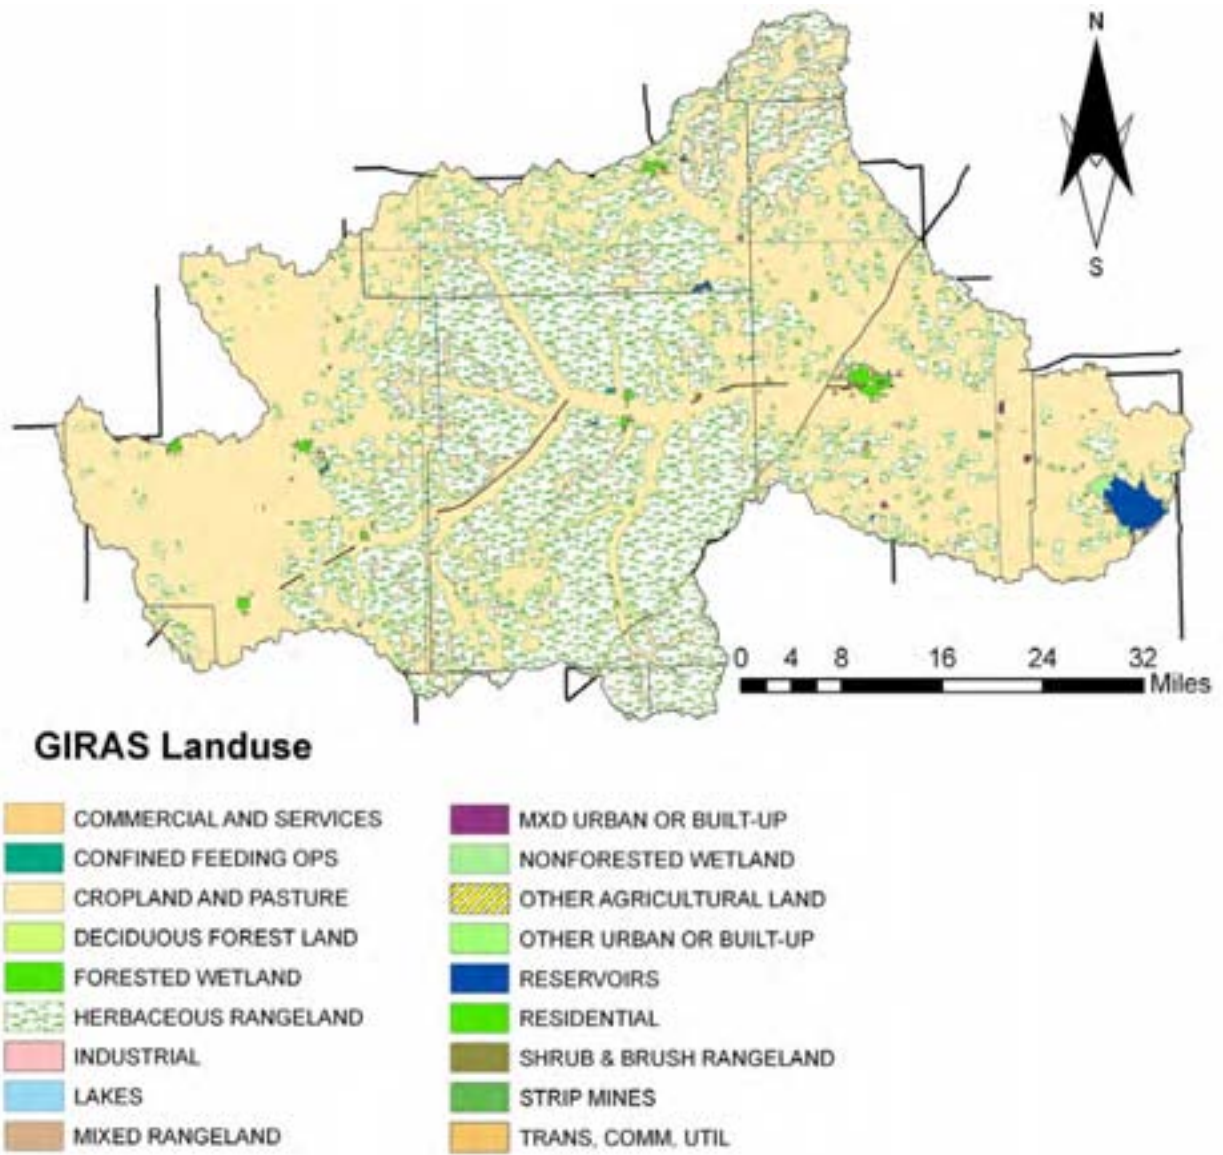 N
S
0 4 8 16 24 32
Miles
GIRAS Landuse
COMMERCIAL AND SERVICES
CONFINED FEEDING OPS
CROPLAND AND PASTURE
DECIDUOUS FOREST LAND
FORESTED WETLAND
HERBACEOUS RANGELAND
INDUSTRIAL
LAKES
MIXED RANGELAND
MXD URBAN OR BUILT-UP
NONFORESTED WETLAND
OTHER AGRICULTURAL LAND
OTHER URBAN OR BUILT-UP
RESERVOIRS
RESIDENTIAL
SHRUB & BRUSH RANGELAND
STRIP MINES
TRANS, COMM, UTIL